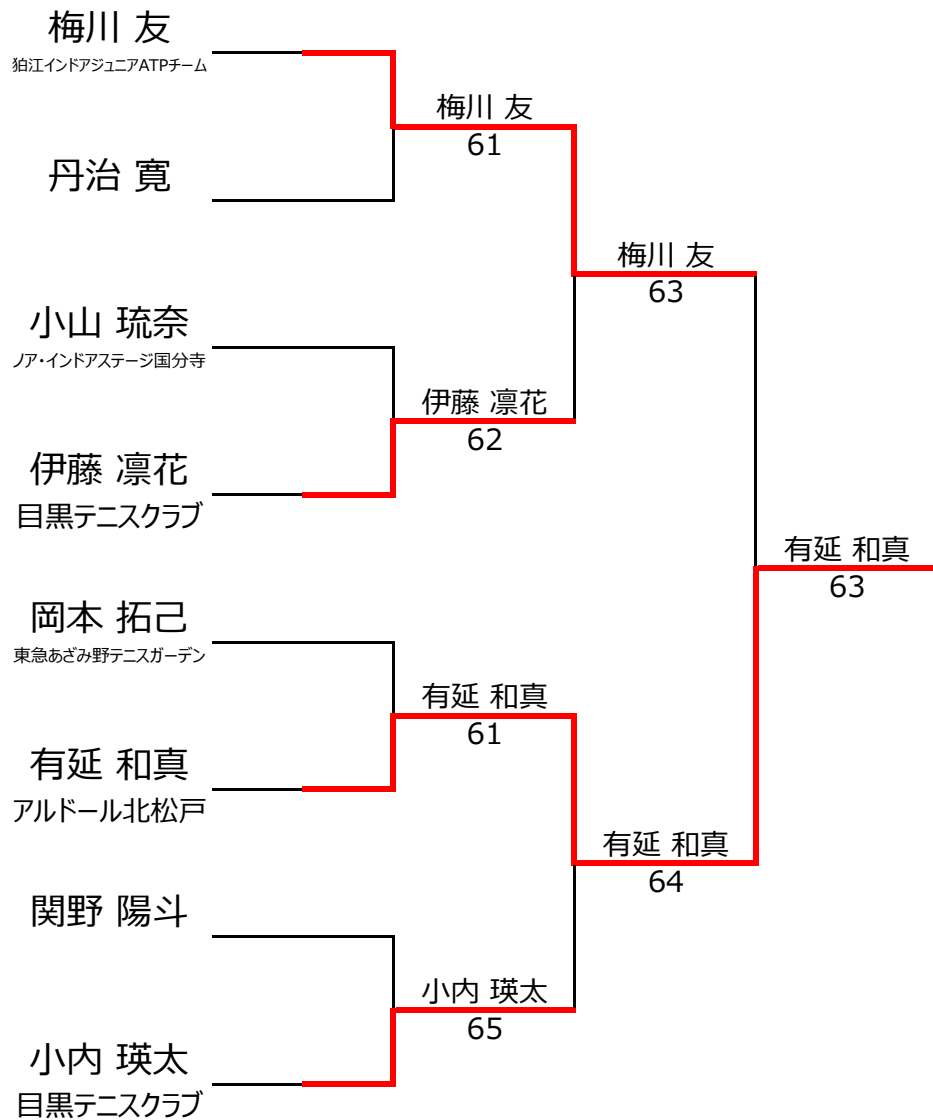 梅川 友
狛江インドアジュニアATPチーム
丹治 寛
小山 琉奈
ノア・インドアステージ国分寺
伊藤 凛花
目黒テニスクラブ
岡本 拓己
東急あざみ野テニスガーデン
有延 和真
アルドール北松戸
関野 陽斗
小内 瑛太
目黒テニスクラブ
梅川 友
61
伊藤 凛花
62
有延 和真
61
小内 瑛太
65
梅川 友
63
有延 和真
64
有延 和真
63